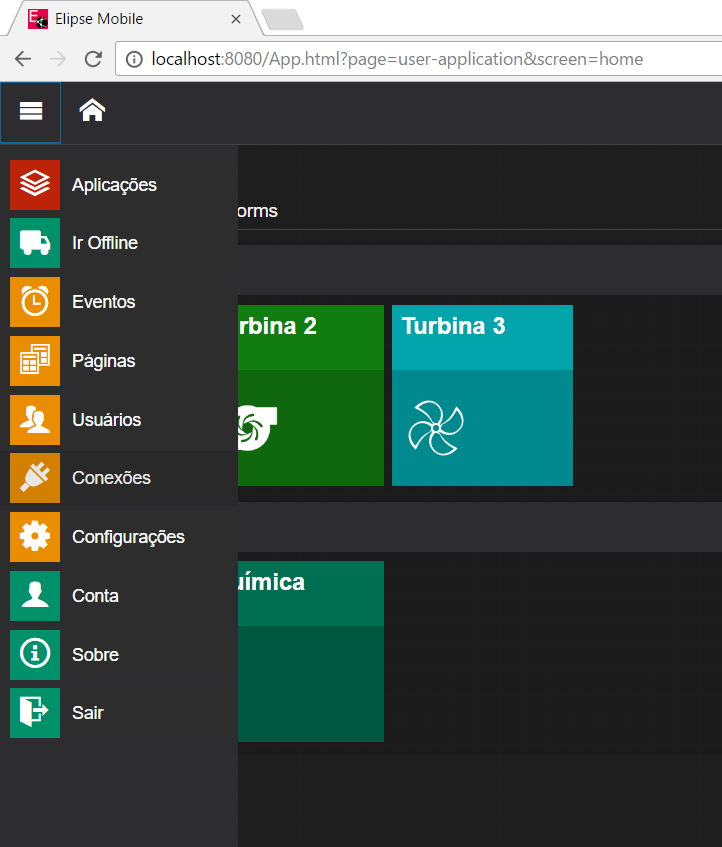 Elipse Mobile
localhost:8080/App.html?page=user-application&screen=home
Aplicações
orms
Ir Offline
Eventos
rbina 2
Turbina 3
Páginas
Usuários
Conexões
Configurações
uímica
Conta
Sobre
Sair